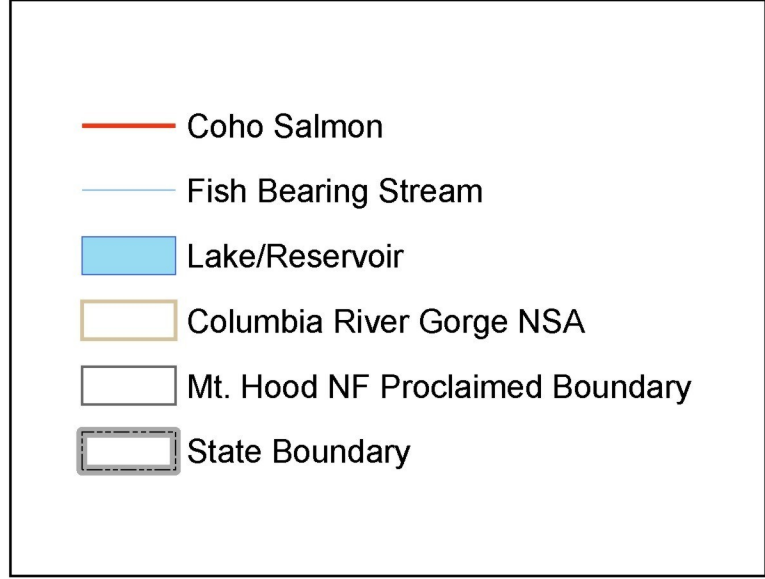 Coho Salmon
Fish Bearing Stream
Lake/Reservoir
Columbia River Gorge NSA
Mt. Hood NF Proclaimed Boundary
State Boundary